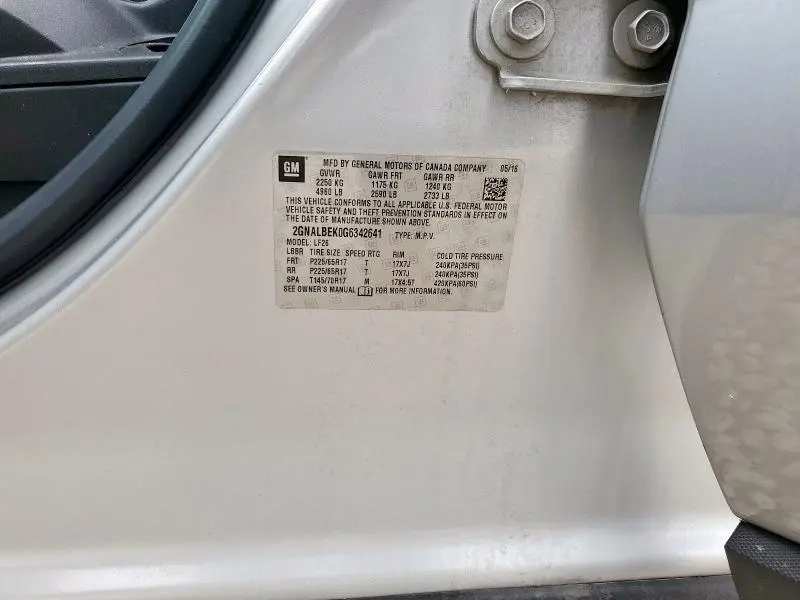 GM
MFD BY GENERAL MOTORS OF CANADA COMPANY 05/16
GVWR GAWR FRT GAWR RR
2250 KG 1175 KG 1240 KG
4960 LB 2590 LB 2733 LB
THIS VEHICLE CONFORMS TO ALL APPLICABLE U.S. FEDERAL MOTOR
VEHICLE SAFETY AND THEFT PREVENTION STANDARDS IN EFFECT ON
THE DATE OF MANUFACTURE SHOWN ABOVE.
2GNALBEK0G6342641 TYPE: M.P.V.
MODEL: LF26
LBBR TIRE SIZE SPEED RTG RIM COLD TIRE PRESSURE
FRT P225/65R17 T 17X7J 240KPA(35PSI)
RR P225/65R17 T 17X7J 240KPA(35PSI)
SPA T145/70R17 M 17X4.5T 420KPA(60PSI)
SEE OWNER'S MANUAL FOR MORE INFORMATION.